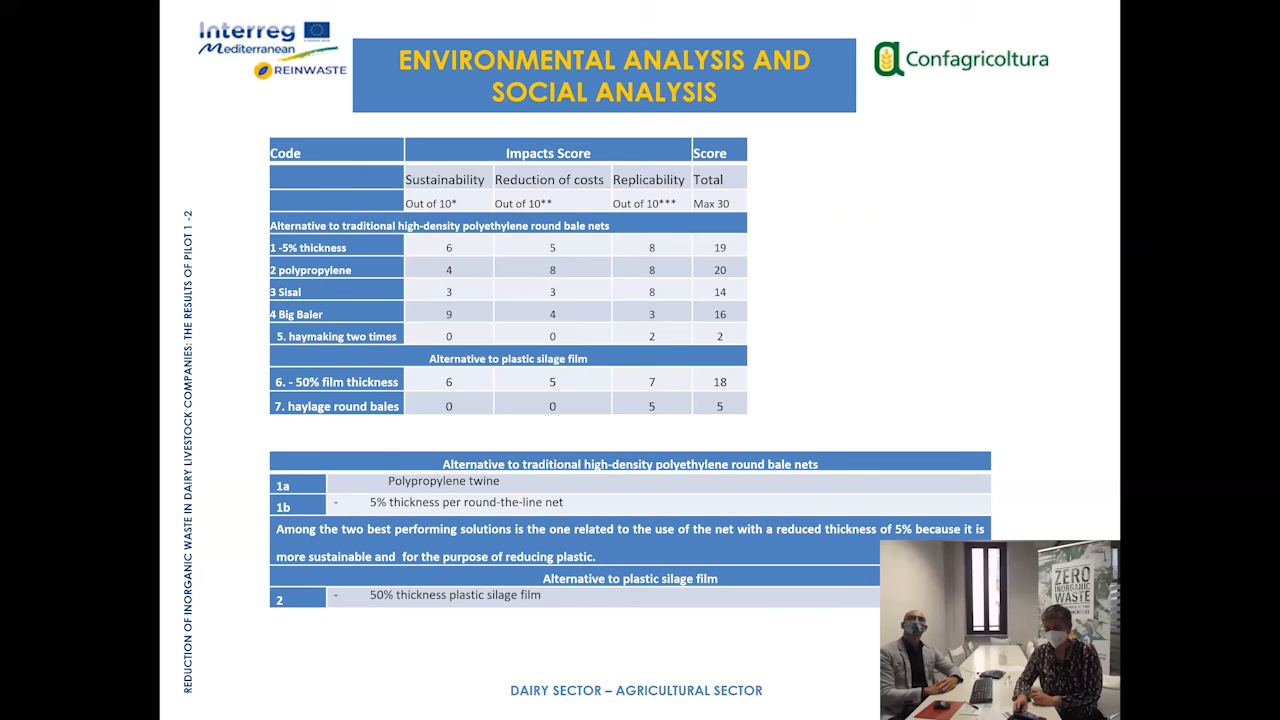 Interreg
Mediterranean
REINWASTE
ENVIRONMENTAL ANALYSIS AND
SOCIAL ANALYSIS
Confagricoltura
REDUCTION OF INORGANIC WASTE IN DAIRY LIVESTOCK COMPANIES: THE RESULTS OF PILOT 1 -2
Code Impacts Score Score
Sustainability Reduction of costs Replicability Total
Out of 10* Out of 10** Out of 10*** Max 30
Alternative to traditional high-density polyethylene round bale nets
1 -5% thickness 6 5 8 19
2 polypropylene 4 8 8 20
3 Sisal 3 3 8 14
4 Big Baler 9 4 3 16
5. haymaking two times 0 0 2 2
Alternative to plastic silage film
6. - 50% film thickness 6 5 7 18
7. haylage round bales 0 0 5 5
Alternative to traditional high-density polyethylene round bale nets
1a Polypropylene twine
1b - 5% thickness per round-the-line net
Among the two best performing solutions is the one related to the use of the net with a reduced thickness of 5% because it is
more sustainable and for the purpose of reducing plastic.
Alternative to plastic silage film
2 - 50% thickness plastic silage film
ZERO
INORGANIC
WASTE
DAIRY SECTOR – AGRICULTURAL SECTOR